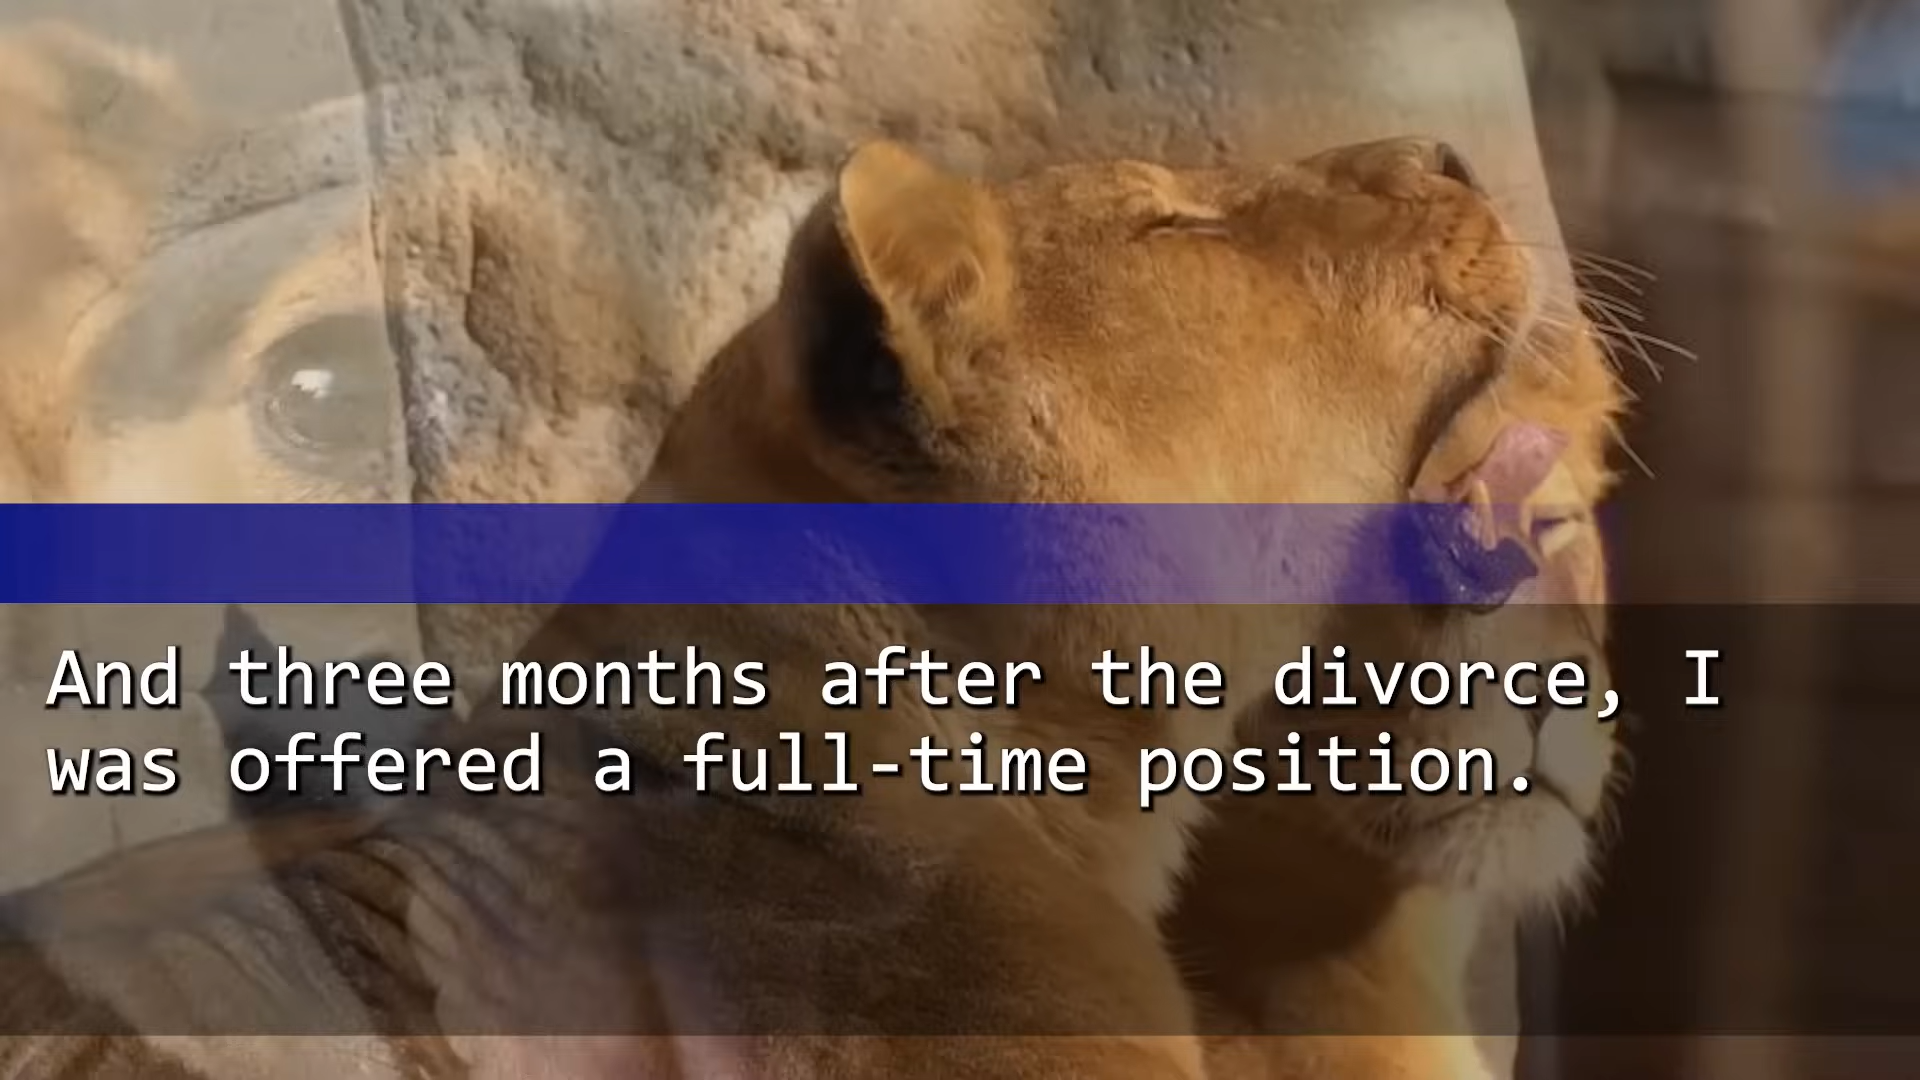 And three months after the divorce, I
was offered a full-time position.